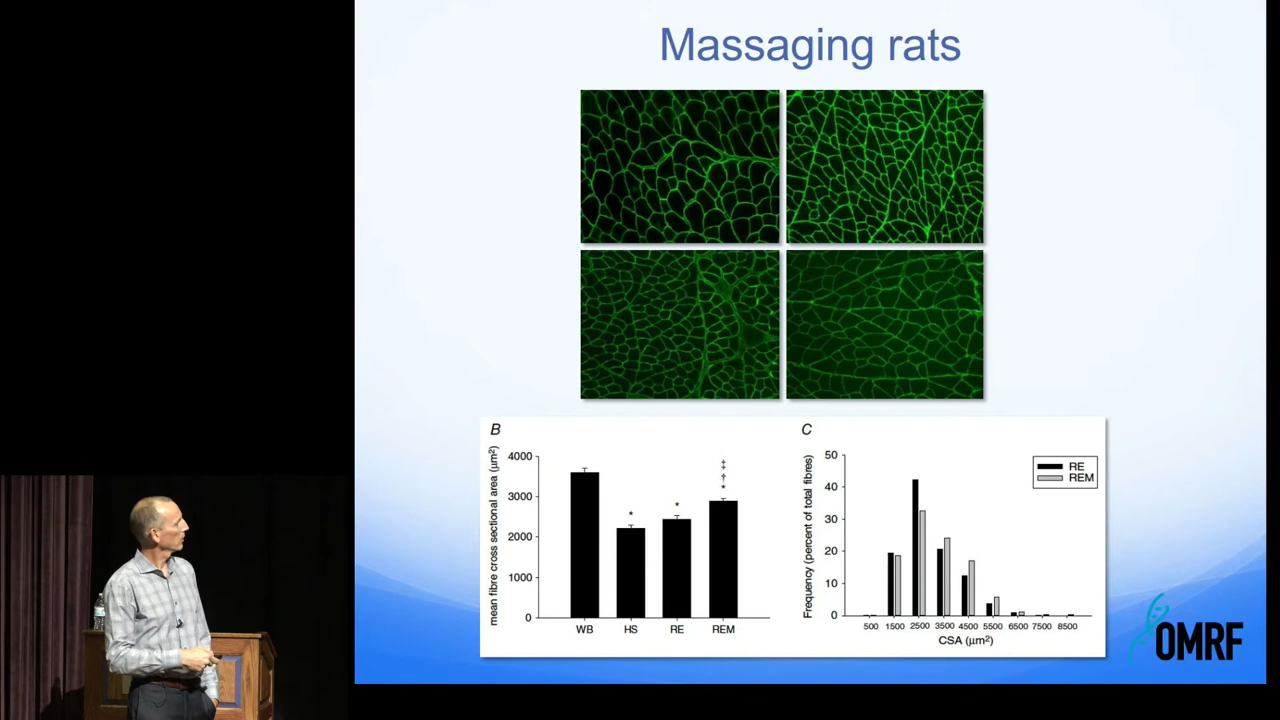 Massaging rats
B
mean fibre cross sectional area (μm²)
4000
3000
2000
1000
0
*
*
‡
†
*
WB HS RE REM
C
Frequency (percent of total fibres)
50
40
30
20
10
0
RE
REM
500 1500 2500 3500 4500 5500 6500 7500 8500
CSA (μm²)
OMRF